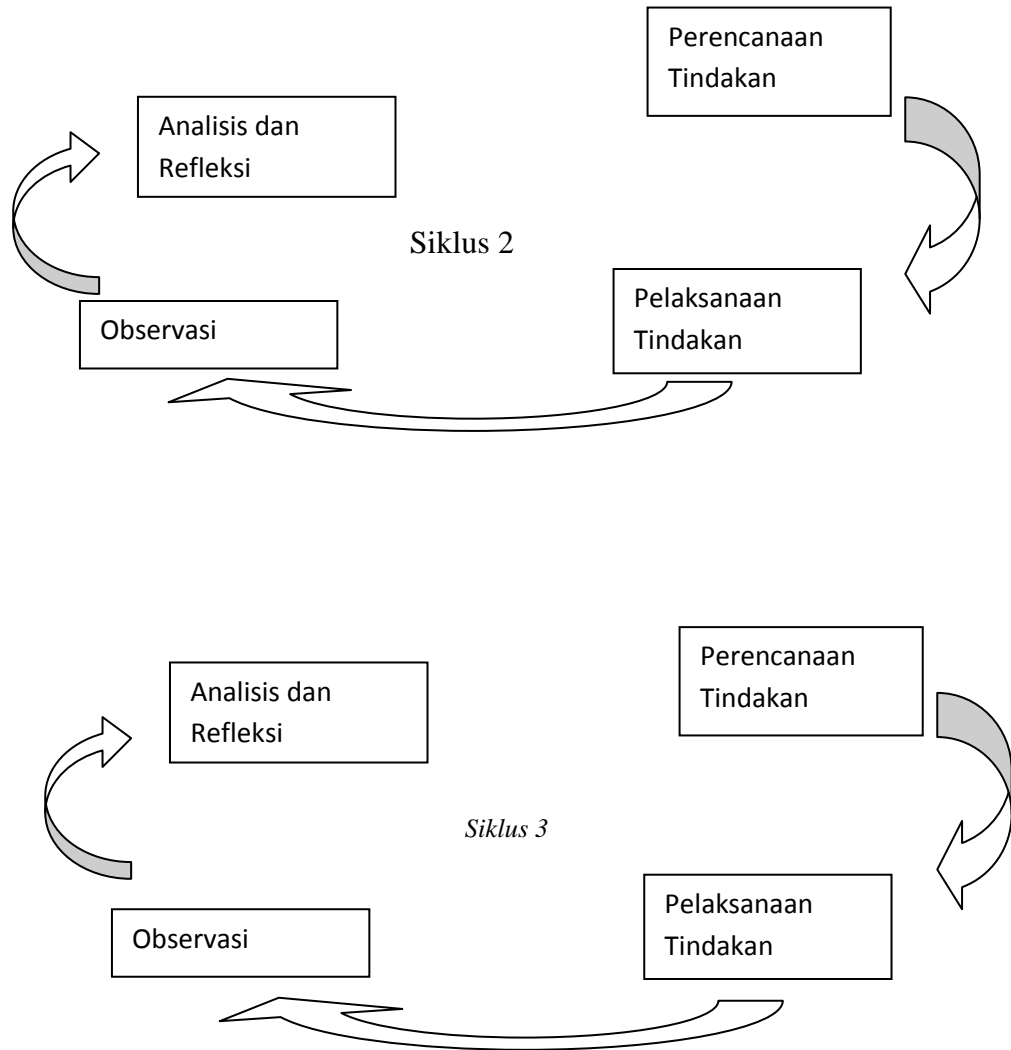 Perencanaan
Tindakan
Analisis dan
Refleksi
Siklus 2
Pelaksanaan
Tindakan
Observasi
Perencanaan
Tindakan
Analisis dan
Refleksi
Siklus 3
Pelaksanaan
Tindakan
Observasi